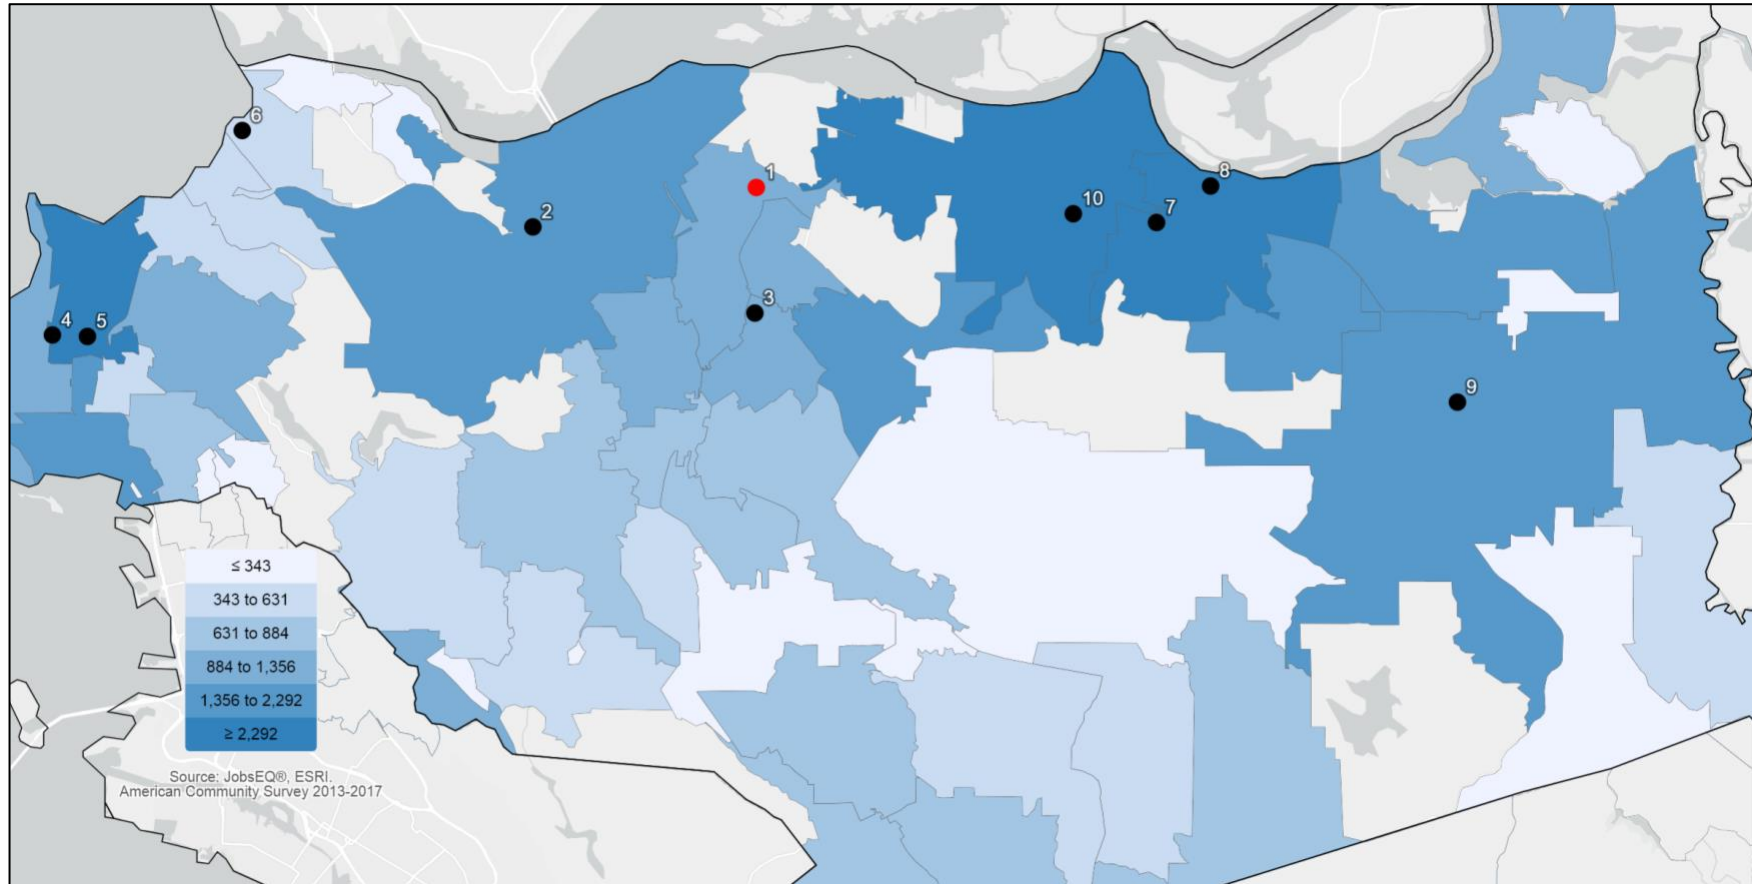 6
1
8
2
10
7
3
4
5
9
≤ 343
343 to 631
631 to 884
884 to 1,356
1,356 to 2,292
≥ 2,292
Source: JobsEQ®, ESRI.
American Community Survey 2013-2017